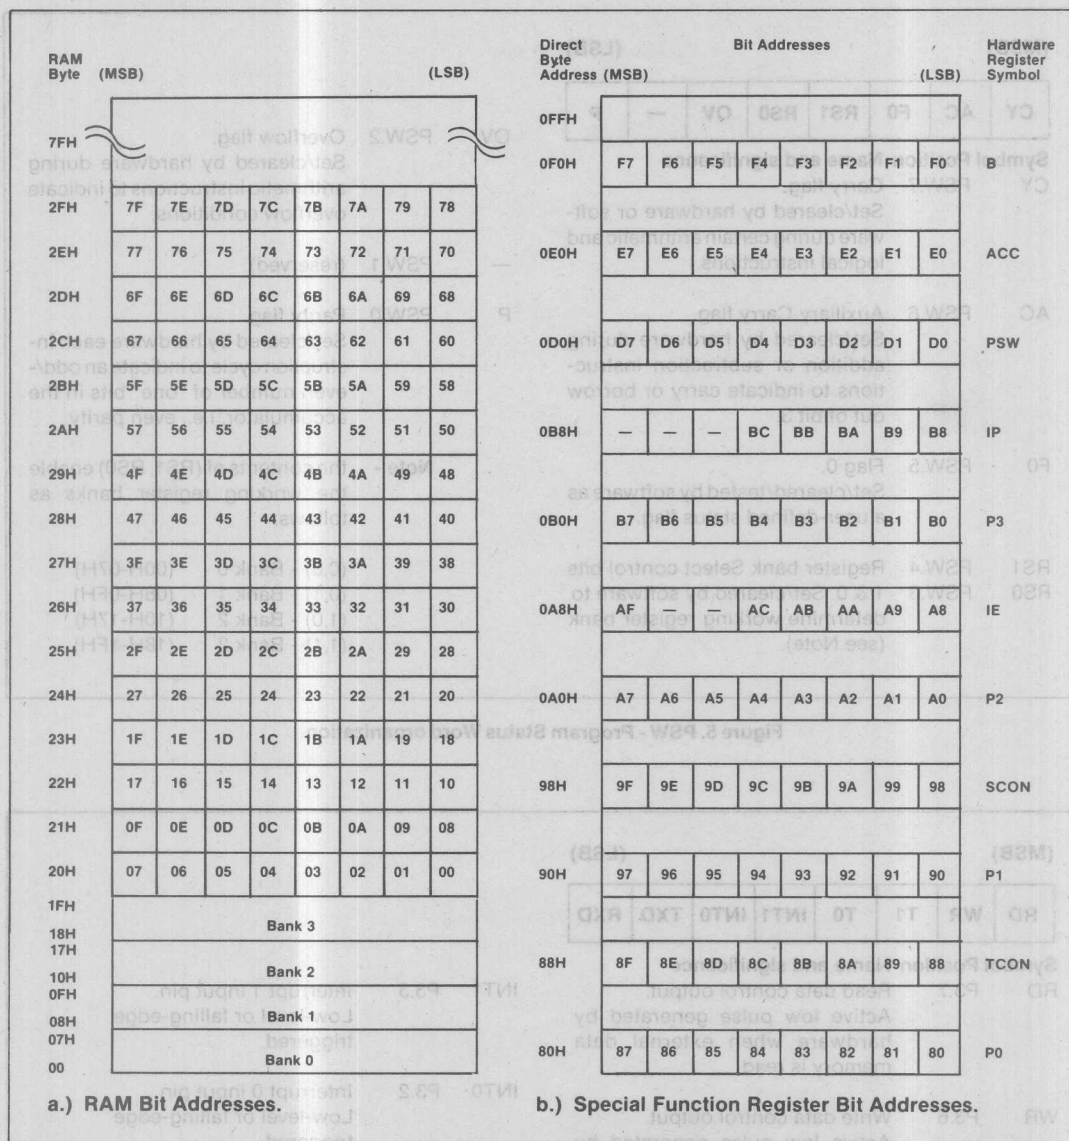 RAM
Byte (MSB) (LSB)
7FH
2FH 7F 7E 7D 7C 7B 7A 79 78
2EH 77 76 75 74 73 72 71 70
2DH 6F 6E 6D 6C 6B 6A 69 68
2CH 67 66 65 64 63 62 61 60
2BH 5F 5E 5D 5C 5B 5A 59 58
2AH 57 56 55 54 53 52 51 50
29H 4F 4E 4D 4C 4B 4A 49 48
28H 47 46 45 44 43 42 41 40
27H 3F 3E 3D 3C 3B 3A 39 38
26H 37 36 35 34 33 32 31 30
25H 2F 2E 2D 2C 2B 2A 29 28
24H 27 26 25 24 23 22 21 20
23H 1F 1E 1D 1C 1B 1A 19 18
22H 17 16 15 14 13 12 11 10
21H 0F 0E 0D 0C 0B 0A 09 08
20H 07 06 05 04 03 02 01 00
1FH
Bank 3
18H
17H
Bank 2
10H
0FH
Bank 1
08H
07H
Bank 0
00
a.) RAM Bit Addresses.
Direct Bit Addresses Hardware
Byte Register
Address (MSB) (LSB) Symbol
0FFH
0F0H F7 F6 F5 F4 F3 F2 F1 F0 B
0E0H E7 E6 E5 E4 E3 E2 E1 E0 ACC
0D0H D7 D6 D5 D4 D3 D2 D1 D0 PSW
0B8H — — — BC BB BA B9 B8 IP
0B0H B7 B6 B5 B4 B3 B2 B1 B0 P3
0A8H AF — — AC AB AA A9 A8 IE
0A0H A7 A6 A5 A4 A3 A2 A1 A0 P2
98H 9F 9E 9D 9C 9B 9A 99 98 SCON
90H 97 96 95 94 93 92 91 90 P1
88H 8F 8E 8D 8C 8B 8A 89 88 TCON
80H 87 86 85 84 83 82 81 80 P0
b.) Special Function Register Bit Addresses.